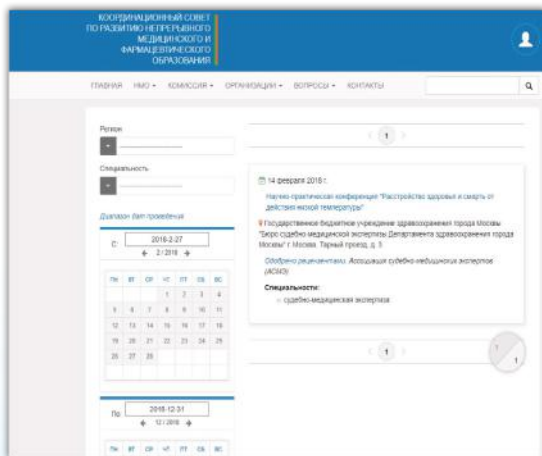 КООРДИНАЦИОННЫЙ СОВЕТ
ПО РАЗВИТИЮ НЕПРЕРЫВНОГО
МЕДИЦИНСКОГО И
ФАРМАЦЕВТИЧЕСКОГО
ОБРАЗОВАНИЯ
ГЛАВНАЯ НМО КОМИССИЯ ОРГАНИЗАЦИИ ВОПРОСЫ КОНТАКТЫ
Регион
Специальность
Диапазон дат проведения
С: 2018-2-27
2 / 2018
ПН ВТ СР ЧТ ПТ СБ ВС
1 2 3 4
5 6 7 8 9 10 11
12 13 14 15 16 17 18
19 20 21 22 23 24 25
26 27 28
По 2018-12-31
12 / 2018
ПН ВТ СР ЧТ ПТ СБ ВС
1
14 февраля 2018 г.
Научно-практическая конференция "Расстройство здоровья и смерть от
действия низкой температуры"
Государственное бюджетное учреждение здравоохранения города Москвы
"Бюро судебно-медицинской экспертизы Департамента здравоохранения города
Москвы" г. Москва, Тарный проезд, д. 3
Одобрено рецензентами: Ассоциация судебно-медицинских экспертов
(АСМЭ)
Специальности:
судебно-медицинская экспертиза
1
1
1